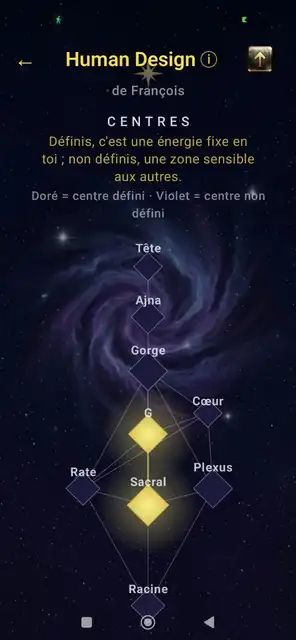 Human Design ⓘ
de François
CENTRES
Définis, c'est une énergie fixe en
toi ; non définis, une zone sensible
aux autres.
Doré = centre défini · Violet = centre non
défini
Tête
Ajna
Gorge
Cœur
G
Rate
Sacral
Plexus
Racine